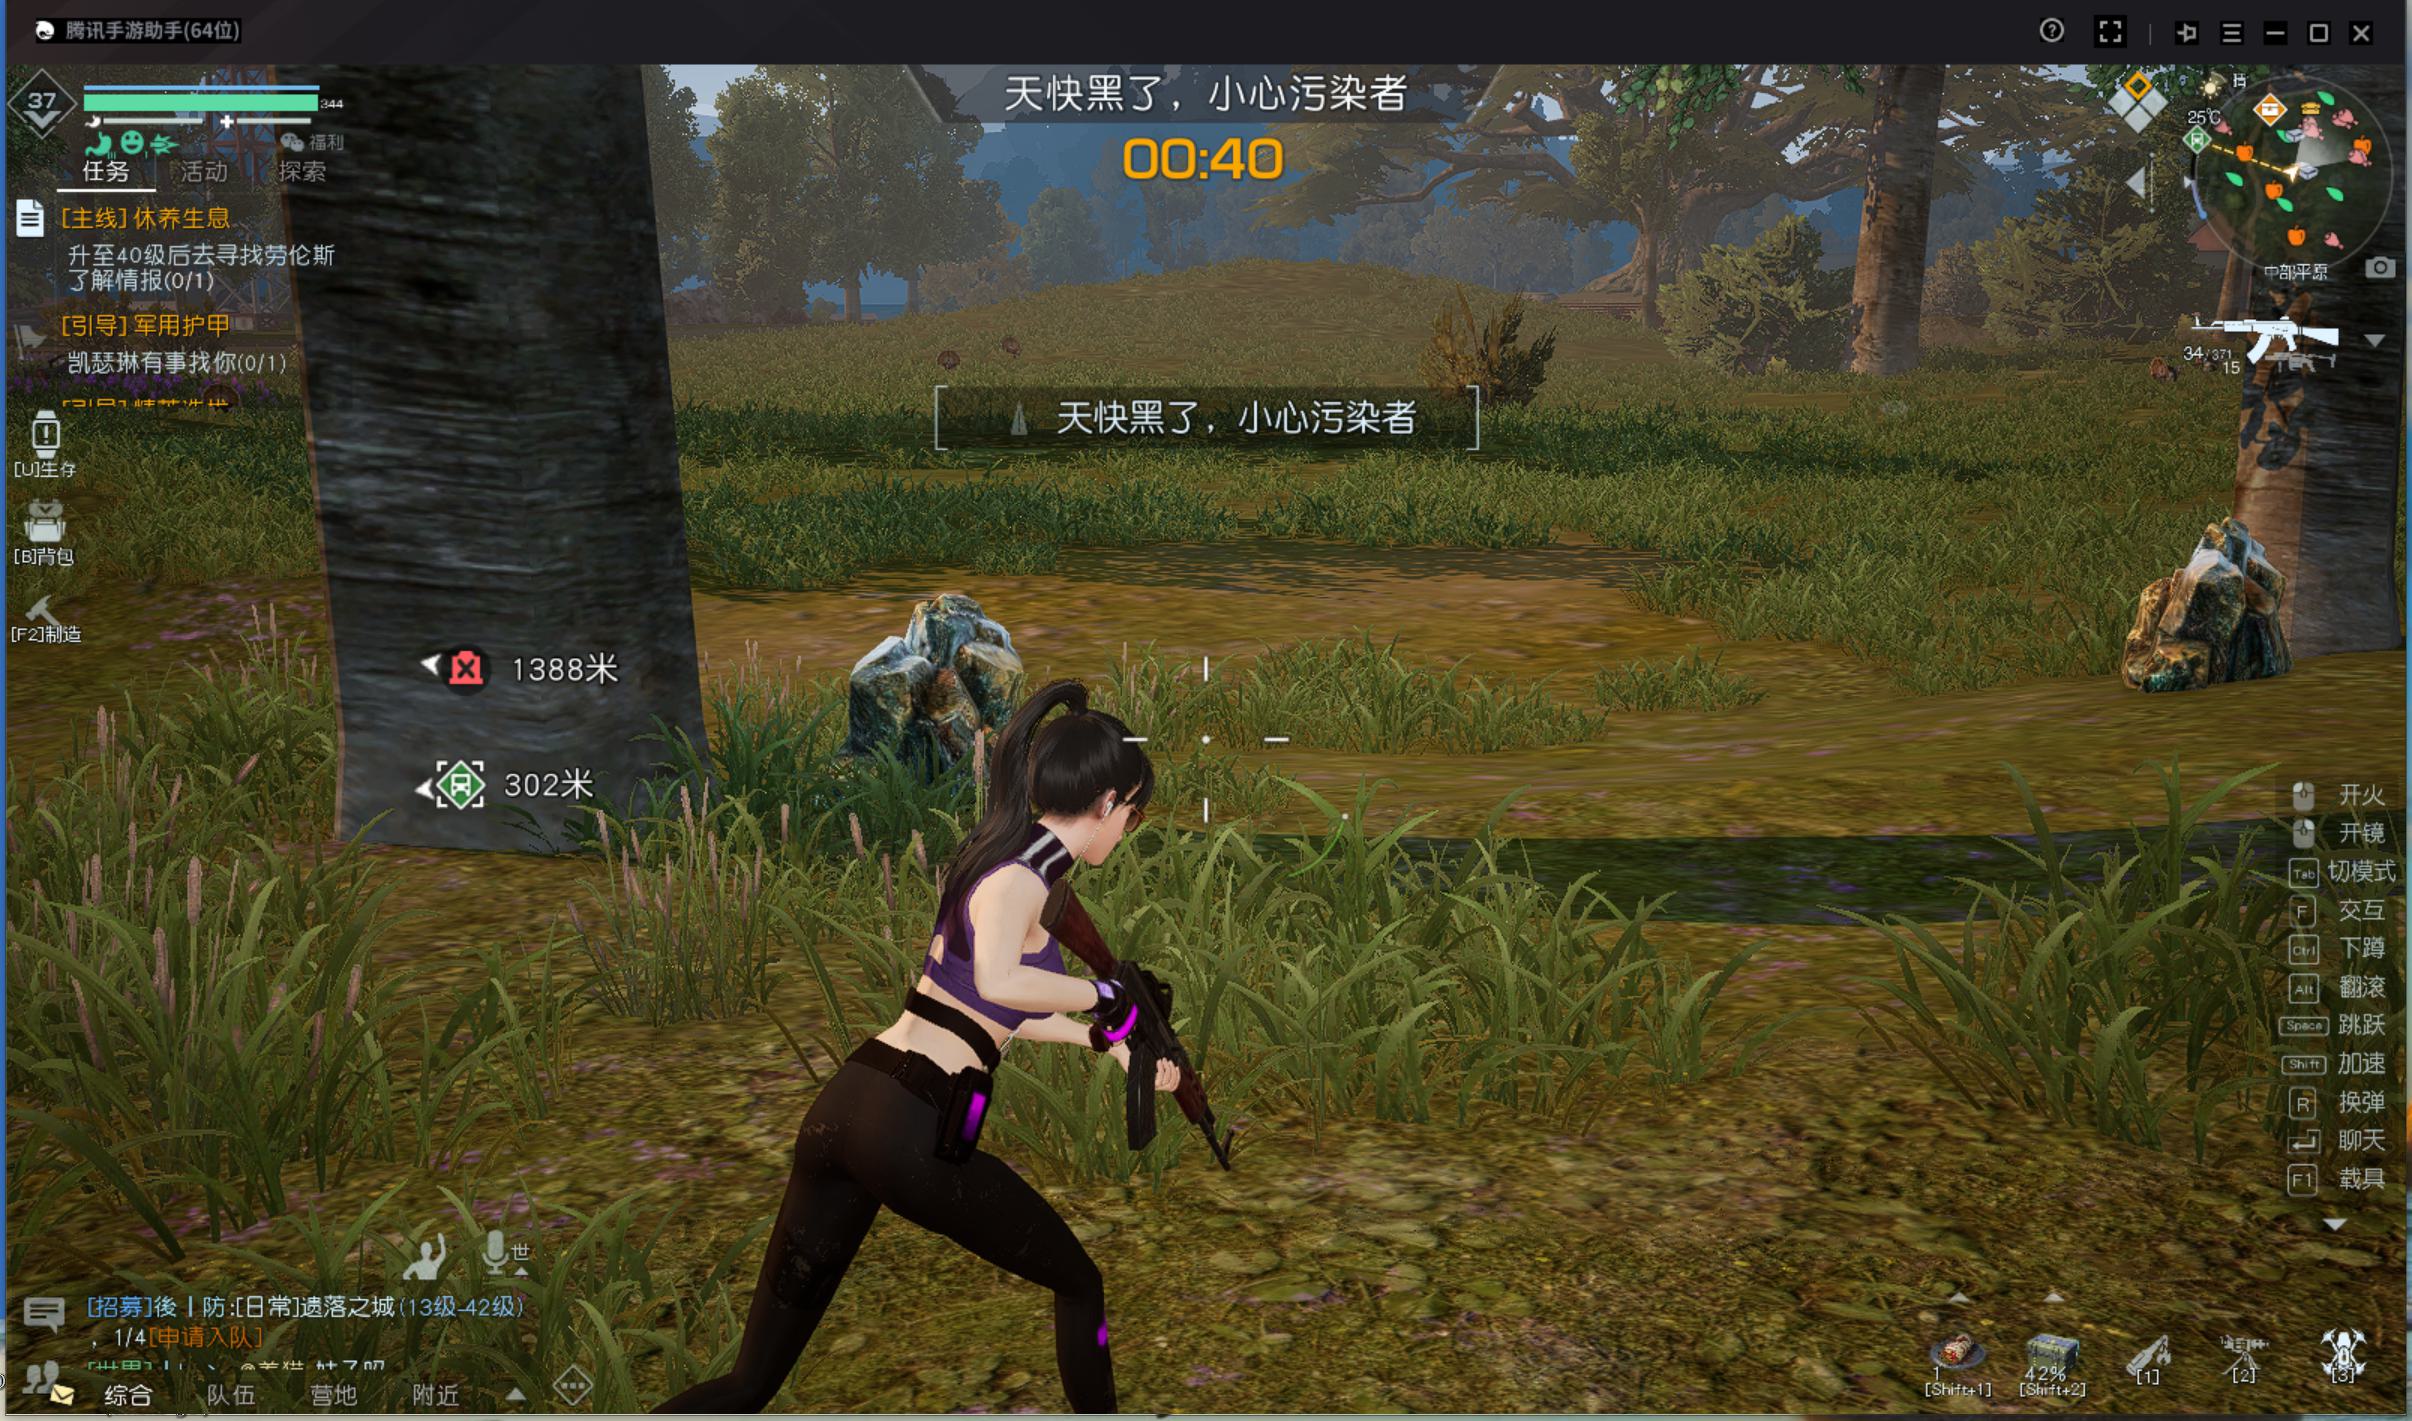 腾讯手游助手(64位)
天快黑了，小心污染者
00:40
37
344
福利
任务 活动 探索
[主线]休养生息
升至40级后去寻找劳伦斯
了解情报(0/1)
[引导]军用护甲
凯瑟琳有事找你(0/1)
[U]生存
[B]背包
[F2]制造
天快黑了，小心污染者
25℃
中部平原
34/371
15
1388米
302米
开火
开镜
Tab 切模式
F 交互
Ctrl 下蹲
Alt 翻滚
Space 跳跃
Shift 加速
R 换弹
聊天
F1 载具
世
[招募]後丨防:[日常]遗落之城(13级-42级)
，1/4[申请入队]
综合 队伍 营地 附近
1
[Shift+1]
42%
[Shift+2]
[1]
[2]
[3]